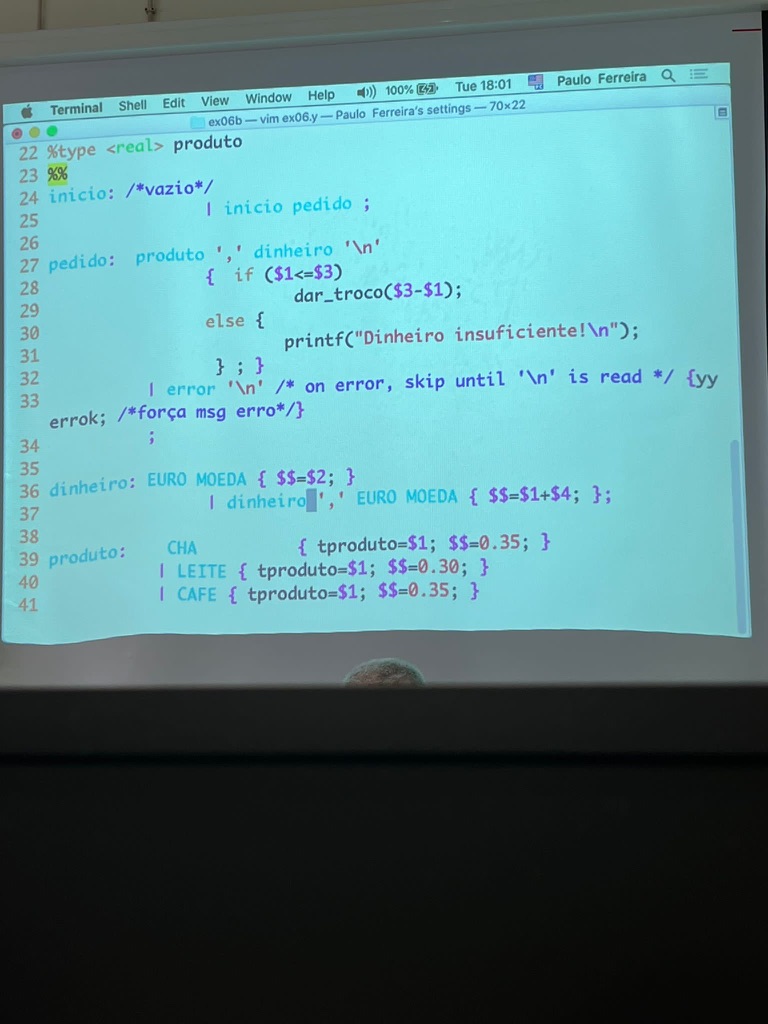 Terminal Shell Edit View Window Help 100% Tue 18:01 Paulo Ferreira
ex06b — vim ex06.y — Paulo Ferreira's settings — 70×22
22 %type <real> produto
23 %%
24 inicio: /*vazio*/
25 | inicio pedido ;
26
27 pedido: produto ',' dinheiro '\n'
28 { if ($1<=$3)
29 dar_troco($3-$1);
30 else {
31 printf("Dinheiro insuficiente!\n");
32 } ; }
33 | error '\n' /* on error, skip until '\n' is read */ {yy
errok; /*força msg erro*/}
34 ;
35
36 dinheiro: EURO MOEDA { $$=$2; }
37 | dinheiro ',' EURO MOEDA { $$=$1+$4; };
38
39 produto: CHA { tproduto=$1; $$=0.35; }
40 | LEITE { tproduto=$1; $$=0.30; }
41 | CAFE { tproduto=$1; $$=0.35; }